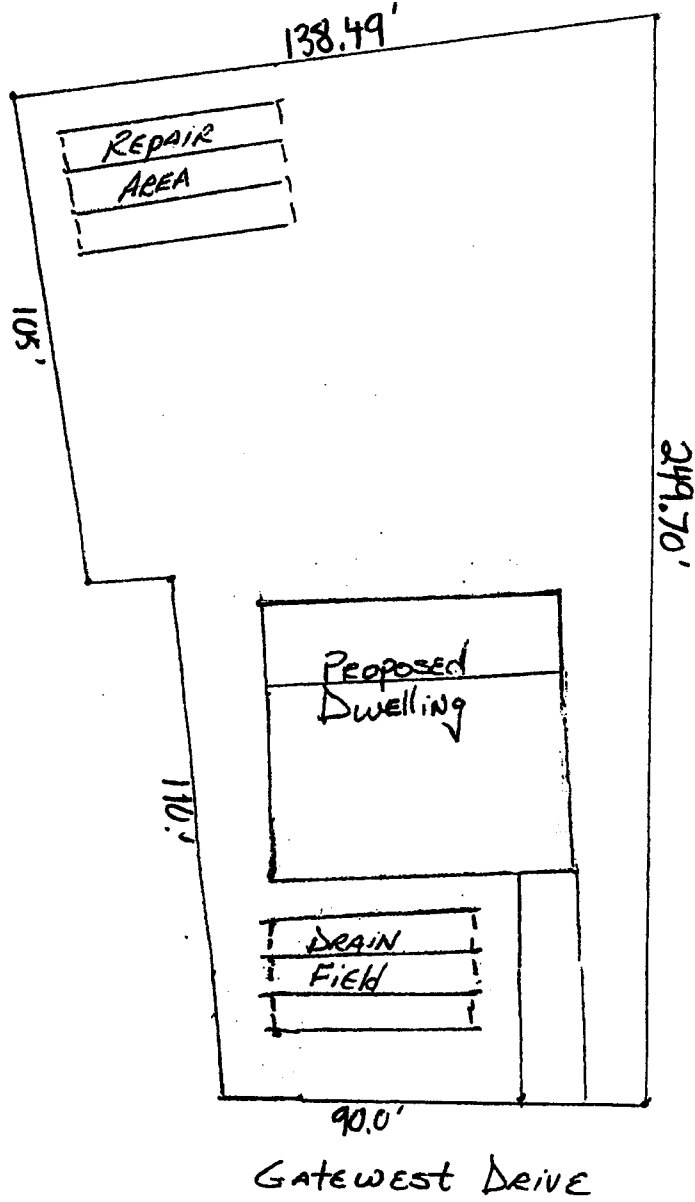 138.49'
REPAIR
AREA
105'
249.70'
PROPOSED
DWELLING
110.'
DRAIN
FIELD
90.0'
GATEWEST DRIVE